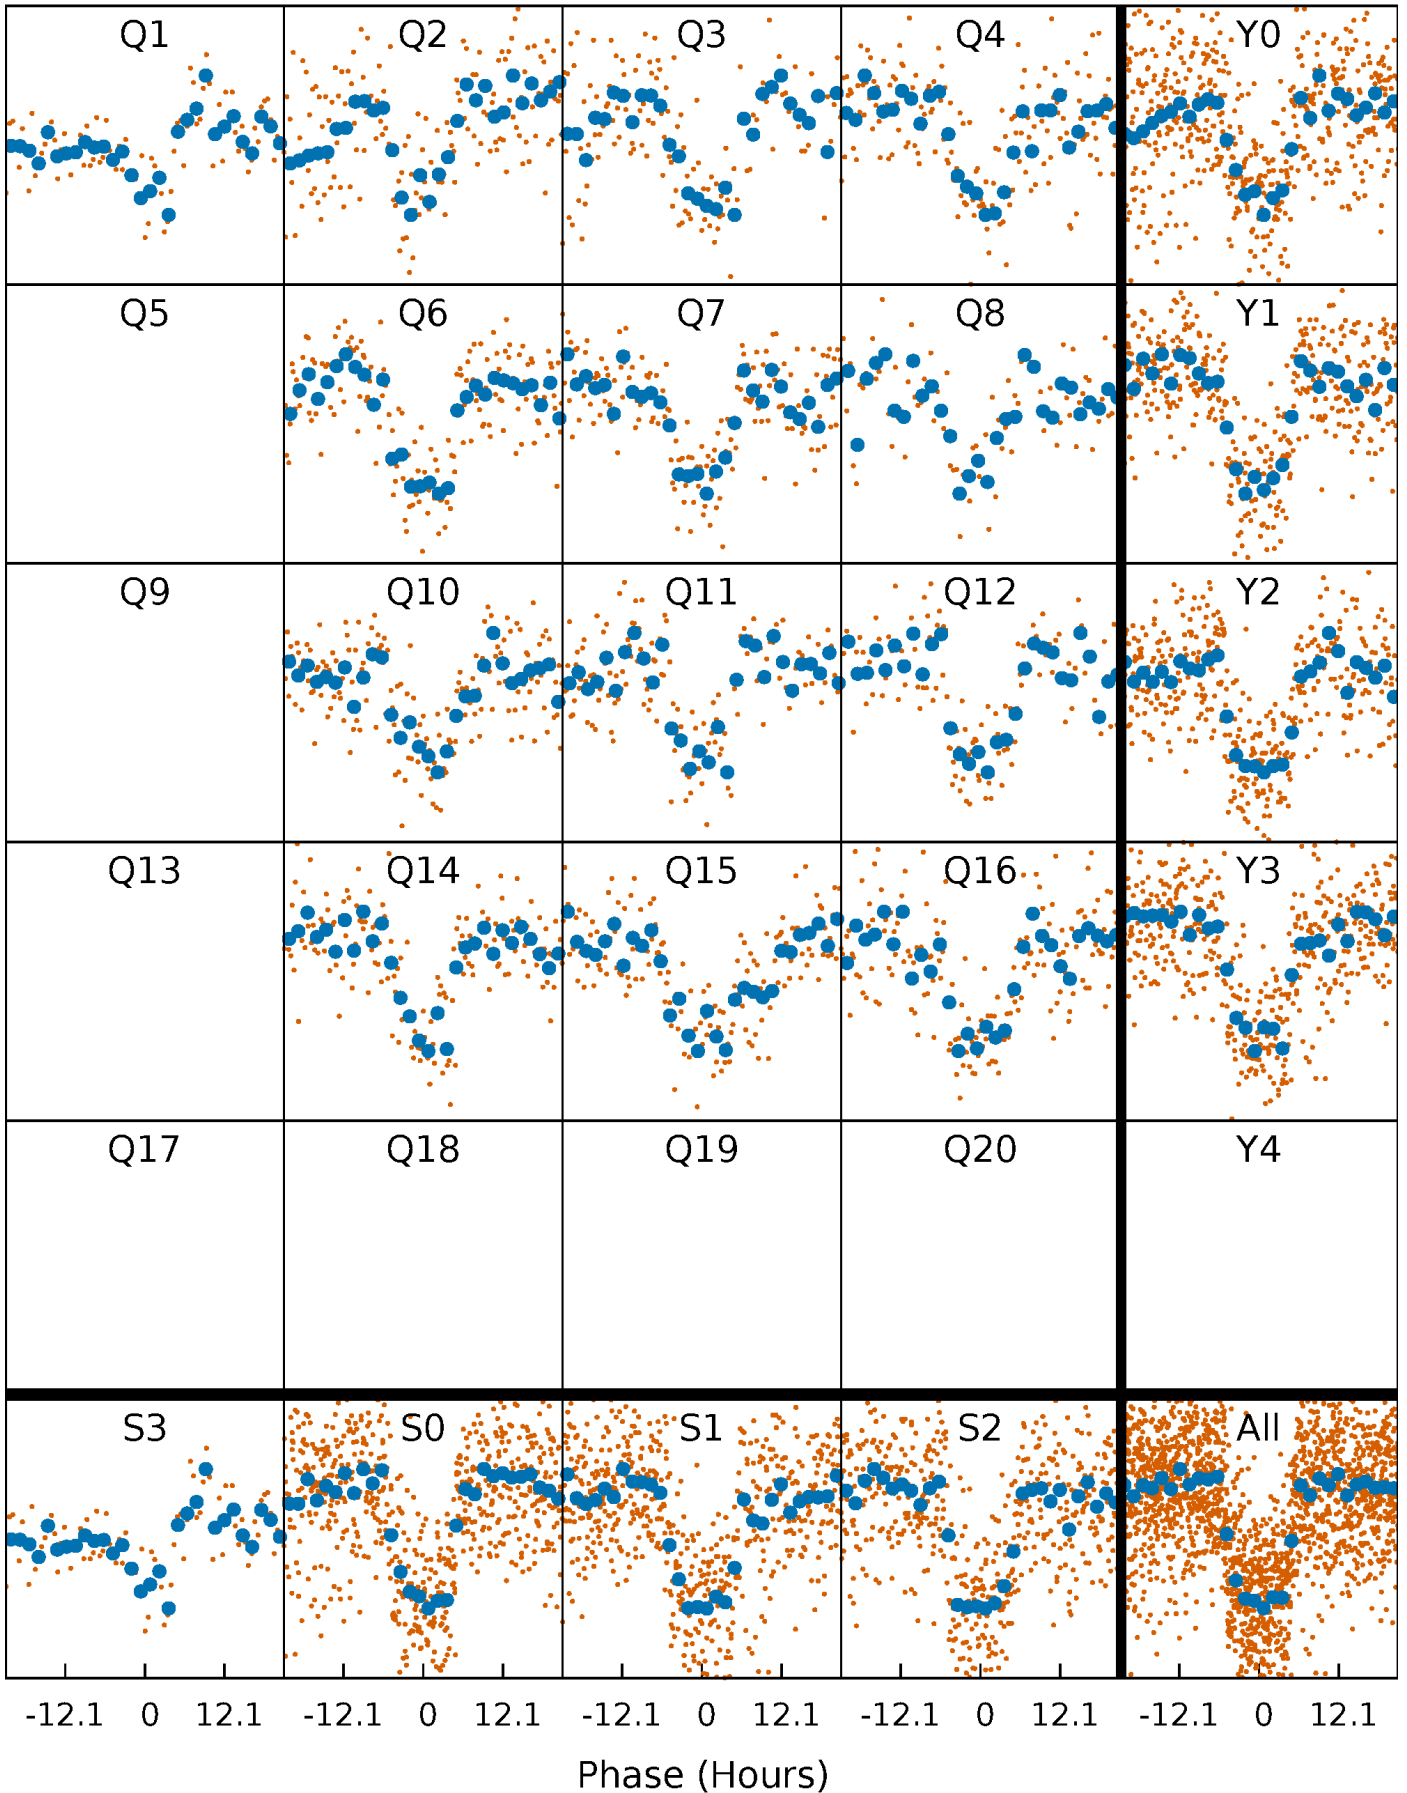 Q1 Q2 Q3 Q4 Y0
Q5 Q6 Q7 Q8 Y1
Q9 Q10 Q11 Q12 Y2
Q13 Q14 Q15 Q16 Y3
Q17 Q18 Q19 Q20 Y4
S3 S0 S1 S2 All
-12.1 0 12.1 -12.1 0 12.1 -12.1 0 12.1 -12.1 0 12.1 -12.1 0 12.1
Phase (Hours)